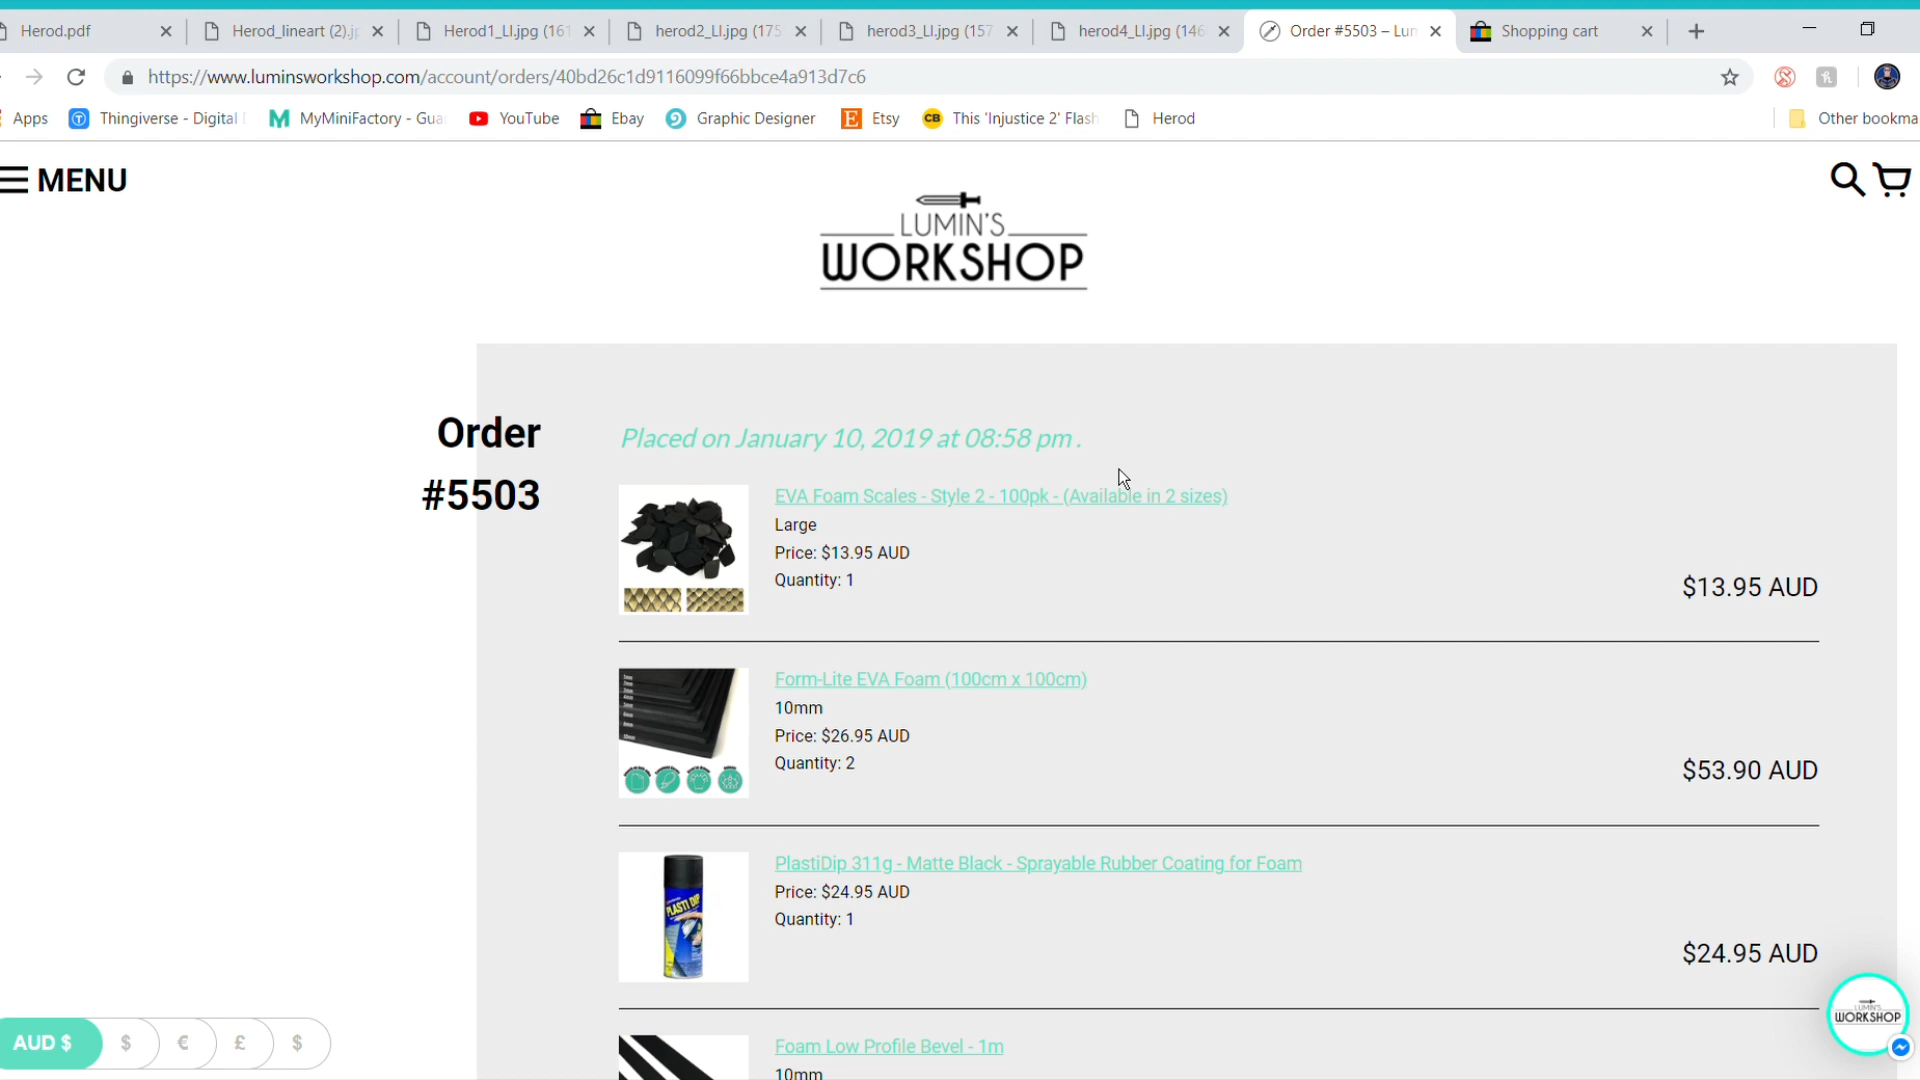 Herod.pdf
Herod_lineart (2).j
Herod1_LI.jpg (161
herod2_LI.jpg (175
herod3_LI.jpg (157
herod4_LI.jpg (146
Order #5503 – Lun
Shopping cart
https://www.luminsworkshop.com/account/orders/40bd26c1d9116099f66bbce4a913d7c6
Apps
Thingiverse - Digital
MyMiniFactory - Gua
YouTube
Ebay
Graphic Designer
Etsy
CB
This 'Injustice 2' Flash
Herod
Other bookma
MENU
LUMIN'S
WORKSHOP
Order
#5503
Placed on January 10, 2019 at 08:58 pm .
EVA Foam Scales - Style 2 - 100pk - (Available in 2 sizes)
Large
Price: $13.95 AUD
Quantity: 1
$13.95 AUD
Form-Lite EVA Foam (100cm x 100cm)
10mm
Price: $26.95 AUD
Quantity: 2
$53.90 AUD
PlastiDip 311g - Matte Black - Sprayable Rubber Coating for Foam
PLASTI DIP
Price: $24.95 AUD
Quantity: 1
$24.95 AUD
Foam Low Profile Bevel - 1m
10mm
AUD $
$
€
£
$
LUMIN'S
WORKSHOP